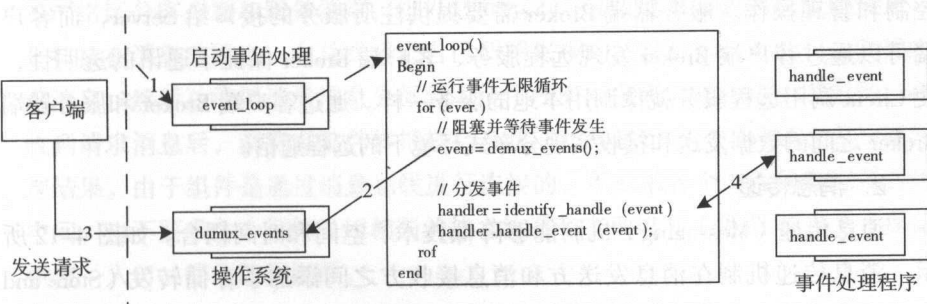 启动事件处理
客户端
1
event_loop
event_loop()
Begin
//运行事件无限循环
for (ever)
//阻塞并等待事件发生
event=demux_events();
//分发事件
handler=identify_handle (event)
handler.handle_event (event);
rof
end
2
3
发送请求
dumux_event
操作系统
4
handle_event
handle_event
handle_event
事件处理程序